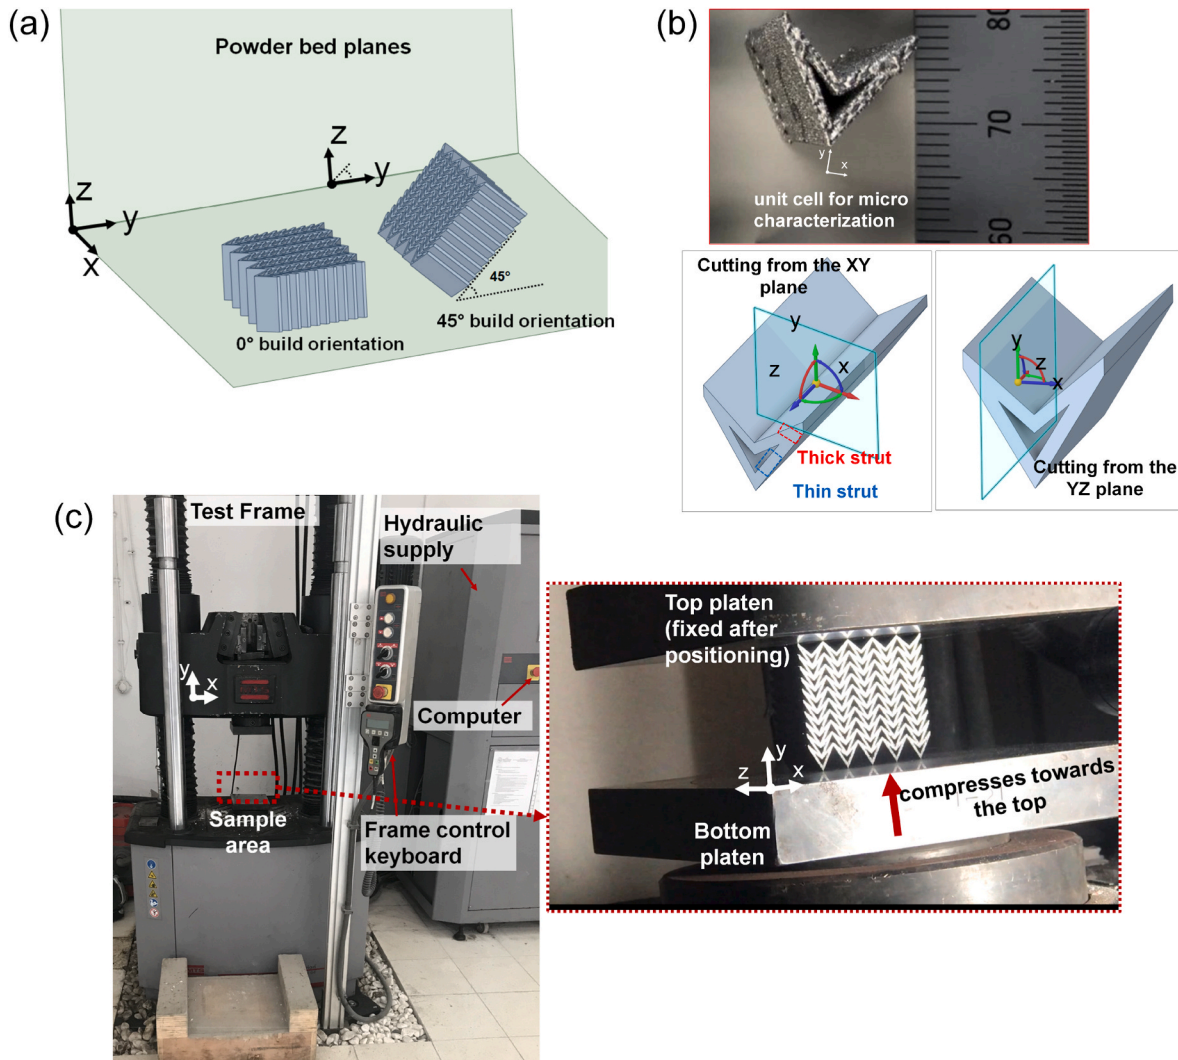 (a)
Powder bed planes
z
y
z
y
x
45°
45° build orientation
0° build orientation
(b)
80
70
60
y
x
unit cell for micro
characterization
Cutting from the XY
plane
y
z
x
Thick strut
Thin strut
y
z
x
Cutting from the
YZ plane
(c)
Test Frame
Hydraulic
supply
y
x
Computer
Sample
area
Frame control
keyboard
Top platen
(fixed after
positioning)
y
z
x
compresses towards
the top
Bottom
platen